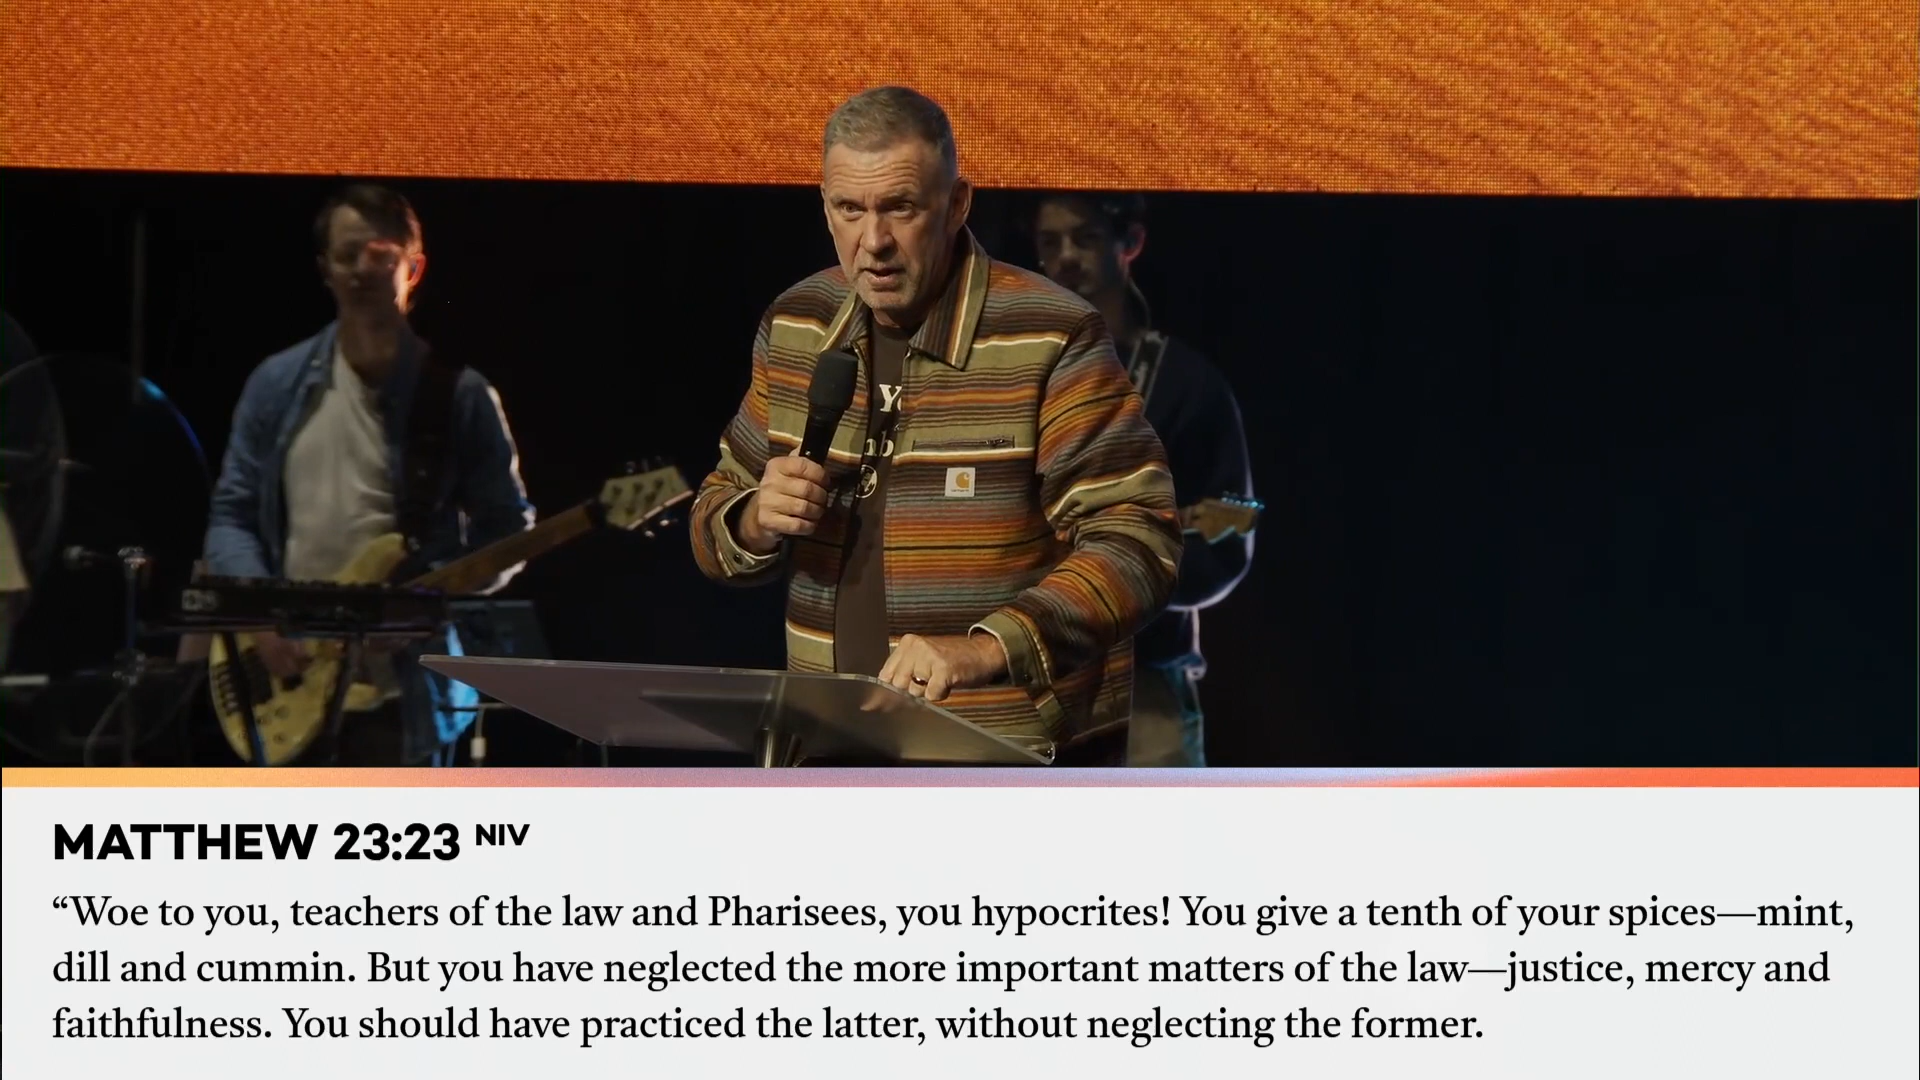 Yo
nb
MATTHEW 23:23 NIV
“Woe to you, teachers of the law and Pharisees, you hypocrites! You give a tenth of your spices—mint,
dill and cummin. But you have neglected the more important matters of the law—justice, mercy and
faithfulness. You should have practiced the latter, without neglecting the former.